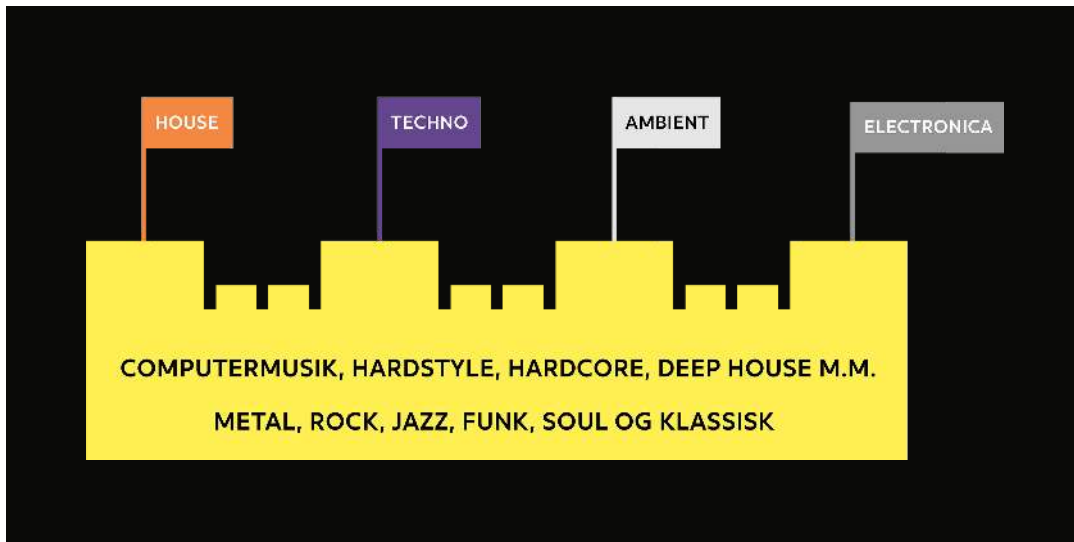 HOUSE
TECHNO
AMBIENT
ELECTRONICA
COMPUTERMUSIK, HARDSTYLE, HARDCORE, DEEP HOUSE M.M.
METAL, ROCK, JAZZ, FUNK, SOUL OG KLASSISK